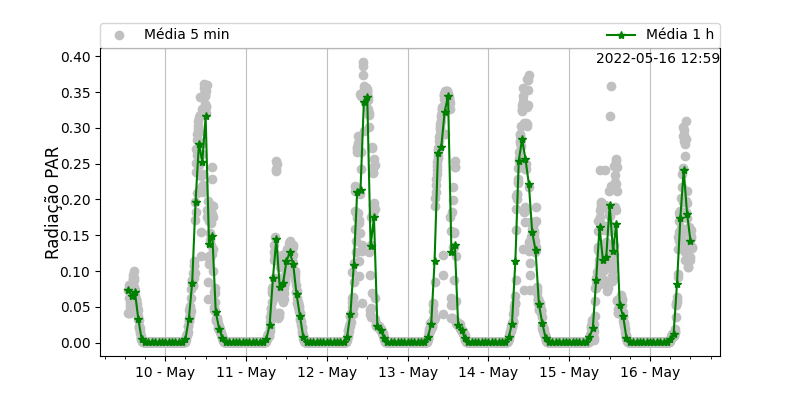 Média 5 min
Média 1 h
2022-05-16 12:59
Radiação PAR
0.40
0.35
0.30
0.25
0.20
0.15
0.10
0.05
0.00
10 - May
11 - May
12 - May
13 - May
14 - May
15 - May
16 - May